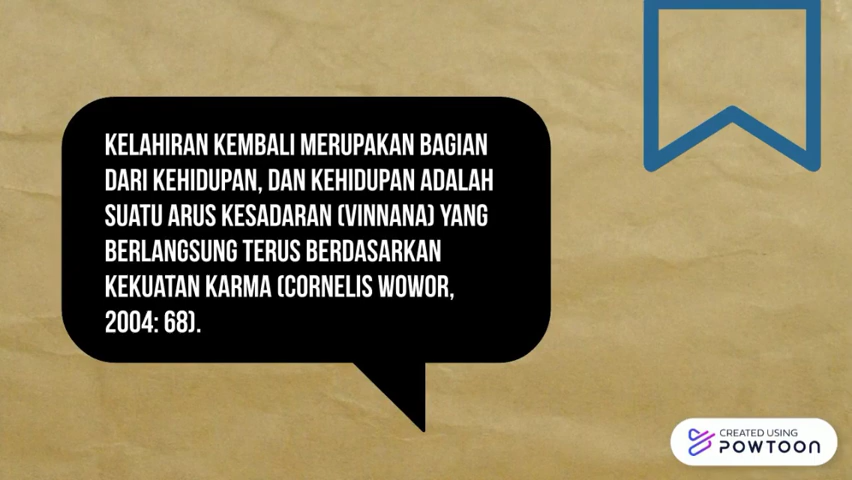 KELAHIRAN KEMBALI MERUPAKAN BAGIAN
DARI KEHIDUPAN, DAN KEHIDUPAN ADALAH
SUATU ARUS KESADARAN (VINNANA) YANG
BERLANGSUNG TERUS BERDASARKAN
KEKUATAN KARMA (CORNELIS WOWOR,
2004: 68).
CREATED USING
POWTOON